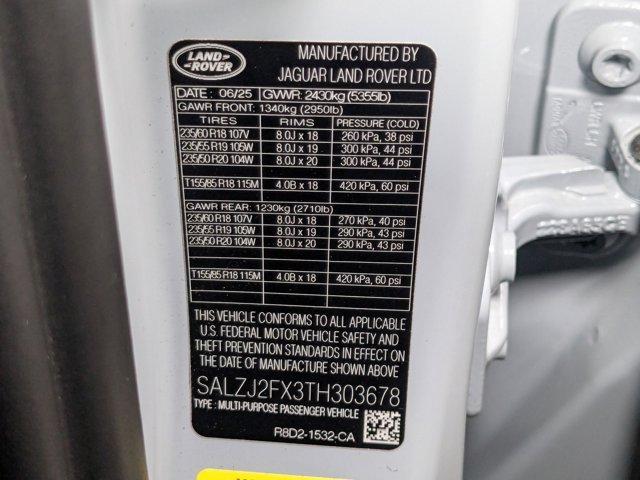 LAND
ROVER
MANUFACTURED BY
JAGUAR LAND ROVER LTD
DATE : 06/25 GVWR: 2430kg (5355lb)
GAWR FRONT: 1340kg (2950lb)
TIRES RIMS PRESSURE (COLD)
235/60 R18 107V 8.0J x 18 260 kPa, 38 psi
235/55 R19 105W 8.0J x 19 300 kPa, 44 psi
235/50 R20 104W 8.0J x 20 300 kPa, 44 psi
T155/85 R18 115M 4.0B x 18 420 kPa, 60 psi
GAWR REAR: 1230kg (2710lb)
235/60 R18 107V 8.0J x 18 270 kPa, 40 psi
235/55 R19 105W 8.0J x 19 290 kPa, 43 psi
235/50 R20 104W 8.0J x 20 290 kPa, 43 psi
T155/85 R18 115M 4.0B x 18 420 kPa, 60 psi
THIS VEHICLE CONFORMS TO ALL APPLICABLE
U.S. FEDERAL MOTOR VEHICLE SAFETY AND
THEFT PREVENTION STANDARDS IN EFFECT ON
THE DATE OF MANUFACTURE SHOWN ABOVE.
SALZJ2FX3TH303678
TYPE : MULTI-PURPOSE PASSENGER VEHICLE
R8D2-1532-CA